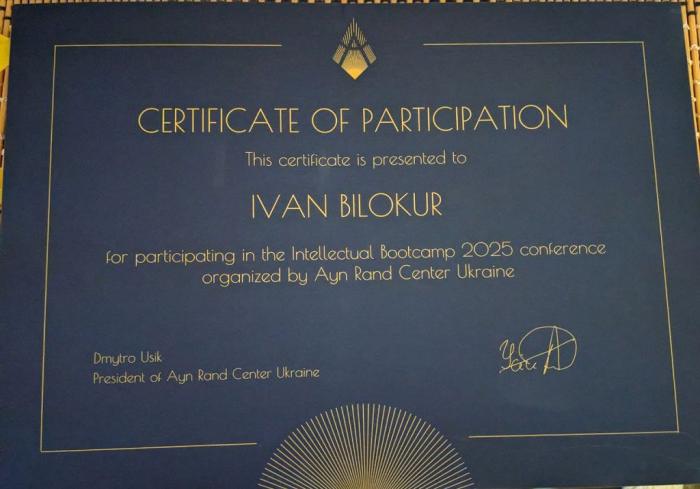 CERTIFICATE OF PARTICIPATION
This certificate is presented to
IVAN BILOKUR
for participating in the Intellectual Bootcamp 2025 conference
organized by Ayn Rand Center Ukraine
Dmytro Usik
President of Ayn Rand Center Ukraine